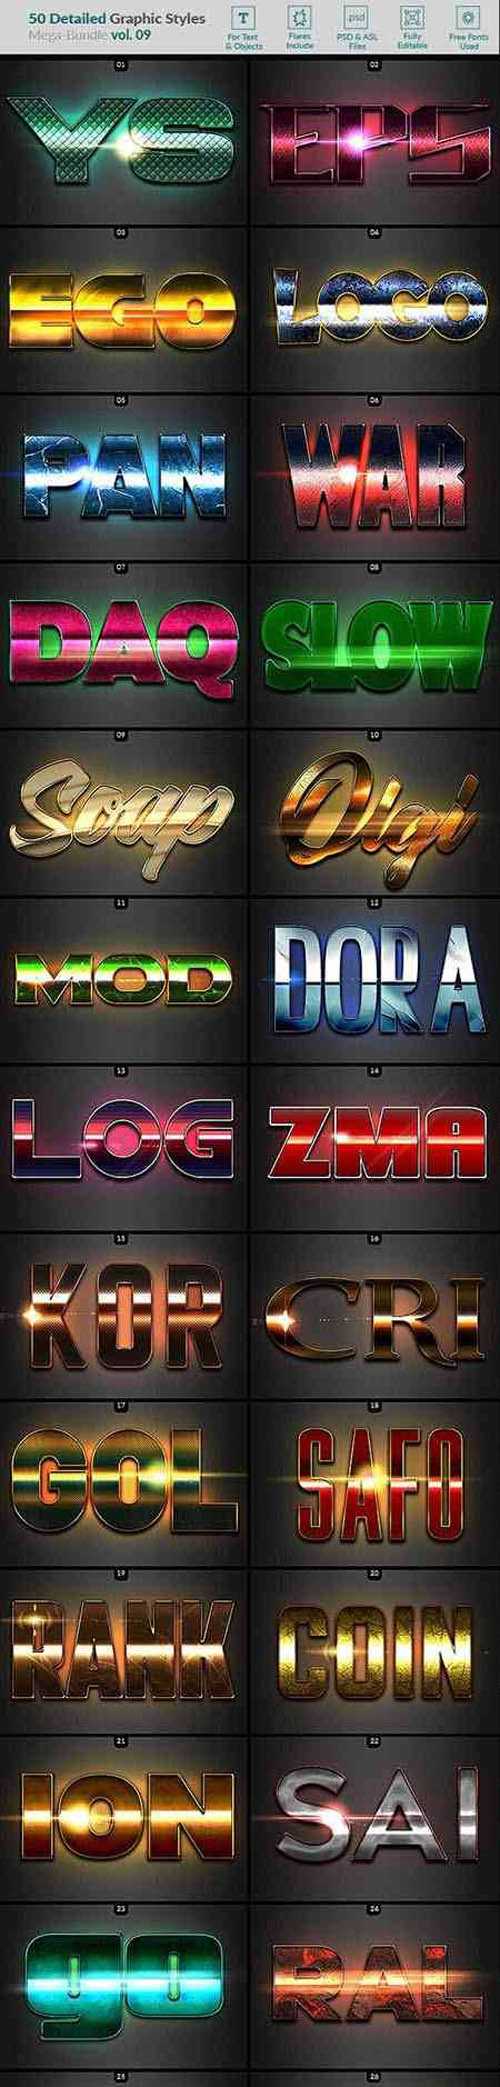 50 Detailed Graphic Styles
Mega-Bundle vol. 09
For Text
& Objects
Flares
Include
.psd
PSD & ASL
Files
Fully
Editable
Free Fonts
Used
T
01
02
YS
EPS
03
04
EGO
LOGO
05
06
PAN
WAR
07
08
DAQ
SLOW
09
10
Soap
Digi
11
12
MOD
DORA
13
14
LOG
ZMA
15
16
KOR
CRI
17
18
GOL
SAFO
19
20
RANK
COIN
21
22
ION
SAI
23
24
go
RAL
25
26